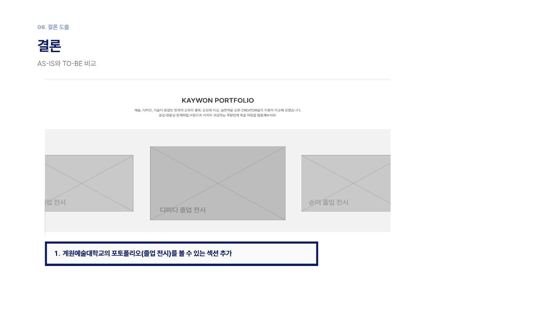 06. 결론 도출
결론
AS-IS와 TO-BE 비교
KAYWON PORTFOLIO
업 전시
디미디 졸업 전시
순미 졸업 전시
1. 계원예술대학교의 포토폴리오(졸업 전시)를 볼 수 있는 섹션 추가